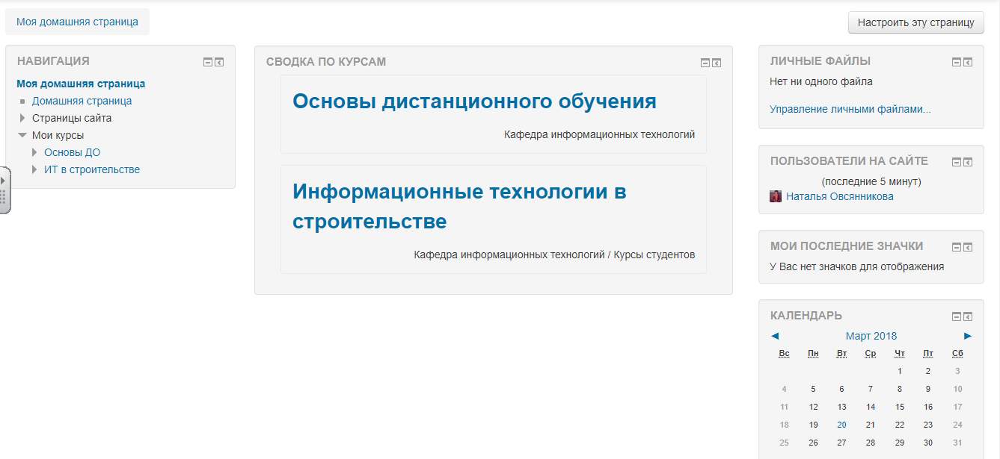 Моя домашняя страница
Настроить эту страницу
НАВИГАЦИЯ
Моя домашняя страница
Домашняя страница
Страницы сайта
Мои курсы
Основы ДО
ИТ в строительстве
СВОДКА ПО КУРСАМ
Основы дистанционного обучения
Кафедра информационных технологий
Информационные технологии в
строительстве
Кафедра информационных технологий / Курсы студентов
ЛИЧНЫЕ ФАЙЛЫ
Нет ни одного файла
Управление личными файлами...
ПОЛЬЗОВАТЕЛИ НА САЙТЕ
(последние 5 минут)
Наталья Овсянникова
МОИ ПОСЛЕДНИЕ ЗНАЧКИ
У Вас нет значков для отображения
КАЛЕНДАРЬ
◄ Март 2018 ►
Вс Пн Вт Ср Чт Пт Сб
1 2 3
4 5 6 7 8 9 10
11 12 13 14 15 16 17
18 19 20 21 22 23 24
25 26 27 28 29 30 31